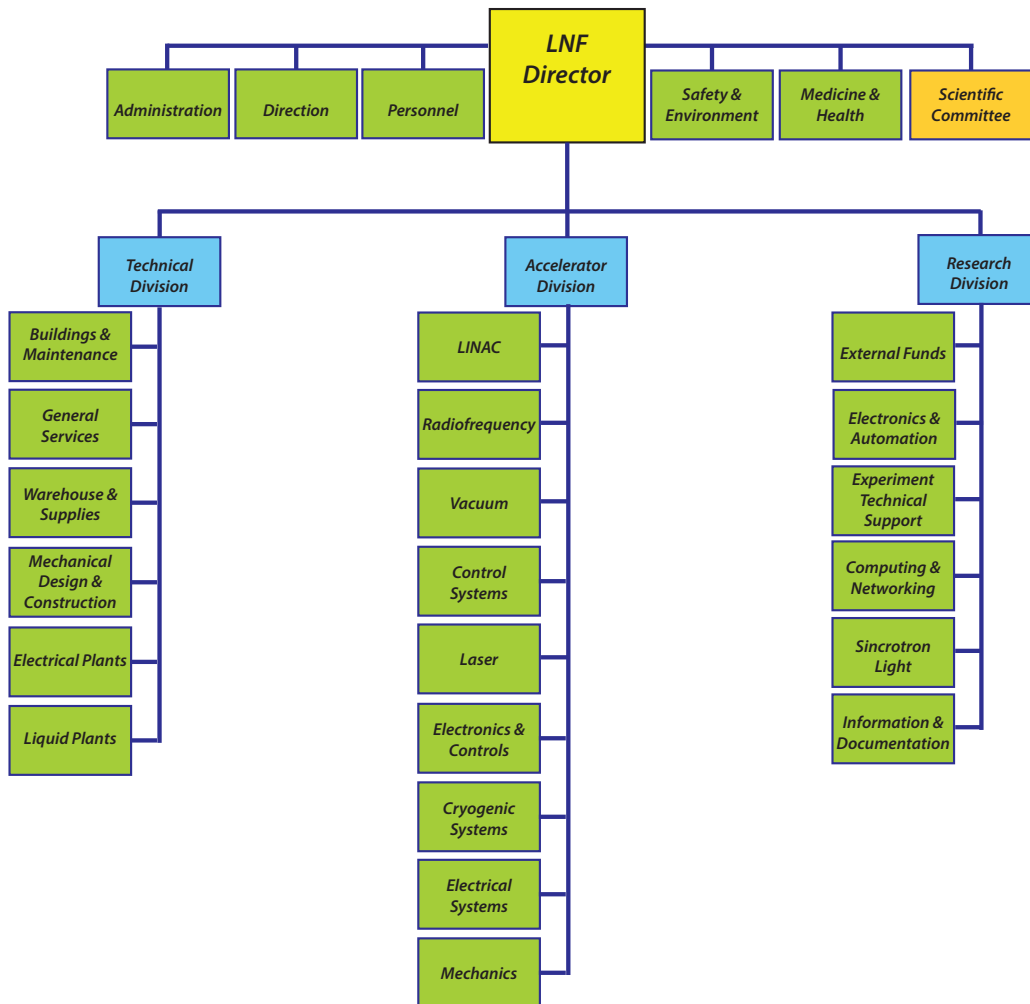 LNF
Director
Administration
Direction
Personnel
Safety &
Environment
Medicine &
Health
Scientific
Committee
Technical
Division
Accelerator
Division
Research
Division
Buildings &
Maintenance
General
Services
Warehouse &
Supplies
Mechanical
Design &
Construction
Electrical Plants
Liquid Plants
LINAC
Radiofrequency
Vacuum
Control
Systems
Laser
Electronics &
Controls
Cryogenic
Systems
Electrical
Systems
Mechanics
External Funds
Electronics &
Automation
Experiment
Technical
Support
Computing &
Networking
Sincrotron
Light
Information &
Documentation